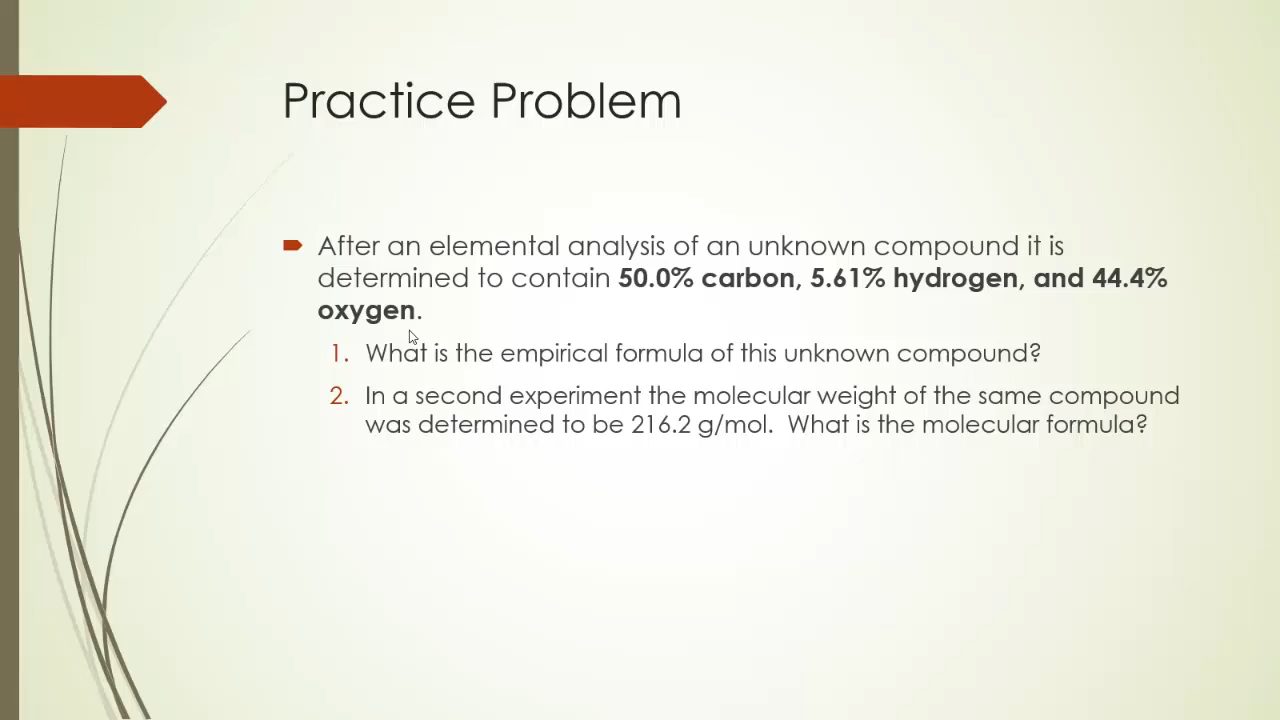 Practice Problem
After an elemental analysis of an unknown compound it is
determined to contain 50.0% carbon, 5.61% hydrogen, and 44.4%
oxygen.
1. What is the empirical formula of this unknown compound?
2. In a second experiment the molecular weight of the same compound
was determined to be 216.2 g/mol.  What is the molecular formula?